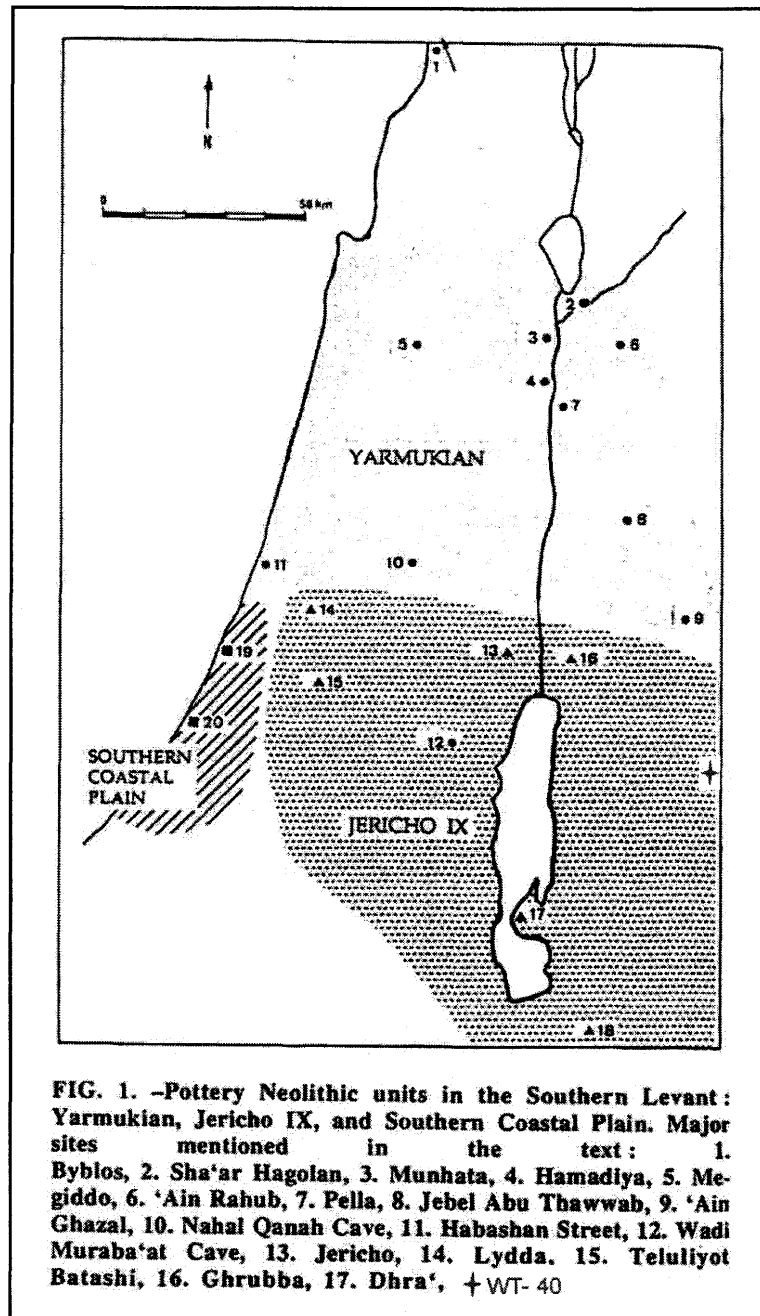 1
N
0
50 km
2
5
3
6
4
7
YARMUKIAN
8
11
10
14
9
19
13
16
15
20
12
SOUTHERN
COASTAL
PLAIN
JERICHO IX
17
18
FIG. 1. –Pottery Neolithic units in the Southern Levant :
Yarmukian, Jericho IX, and Southern Coastal Plain. Major
sites mentioned in the text : 1.
Byblos, 2. Sha‘ar Hagolan, 3. Munhata, 4. Hamadiya, 5. Me-
giddo, 6. ‘Ain Rahub, 7. Pella, 8. Jebel Abu Thawwab, 9. ‘Ain
Ghazal, 10. Nahal Qanah Cave, 11. Habashan Street, 12. Wadi
Muraba‘at Cave, 13. Jericho, 14. Lydda. 15. Teluliyot
Batashi, 16. Ghrubba, 17. Dhra‘, + WT- 40